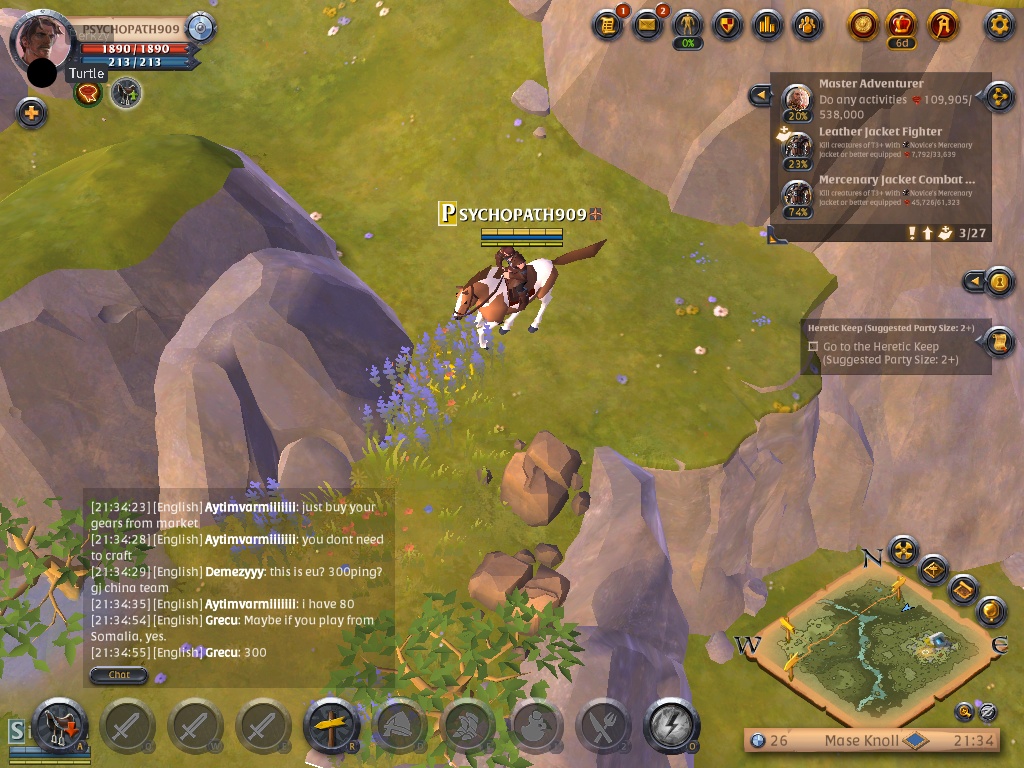 PSYCHOPATH909
1890 / 1890
213 / 213
Turtle
1
2
0%
6d
Master Adventurer
Do any activities 109,905/
538,000
20%
Leather Jacket Fighter
Kill creatures of T3+ with Novice's Mercenary
Jacket or better equipped 7,792/33,639
23%
Mercenary Jacket Combat ...
Kill creatures of T3+ with Novice's Mercenary
Jacket or better equipped 45,726/61,323
74%
3/27
PSYCHOPATH909
Heretic Keep (Suggested Party Size: 2+)
Go to the Heretic Keep
(Suggested Party Size: 2+)
[21:34:23] [English] Aytimvarmiiiiiii: just buy your
gears from market
[21:34:28] [English] Aytimvarmiiiiiii: you dont need
to craft
[21:34:29] [English] Demezyyy: this is eu? 300ping?
gj china team
[21:34:35] [English] Aytimvarmiiiiiii: i have 80
[21:34:54] [English] Grecu: Maybe if you play from
Somalia, yes.
[21:34:55] [English] Grecu: 300
Chat
N
W
E
A
Q
W
E
R
D
F
2
O
26 Mase Knoll 21:34